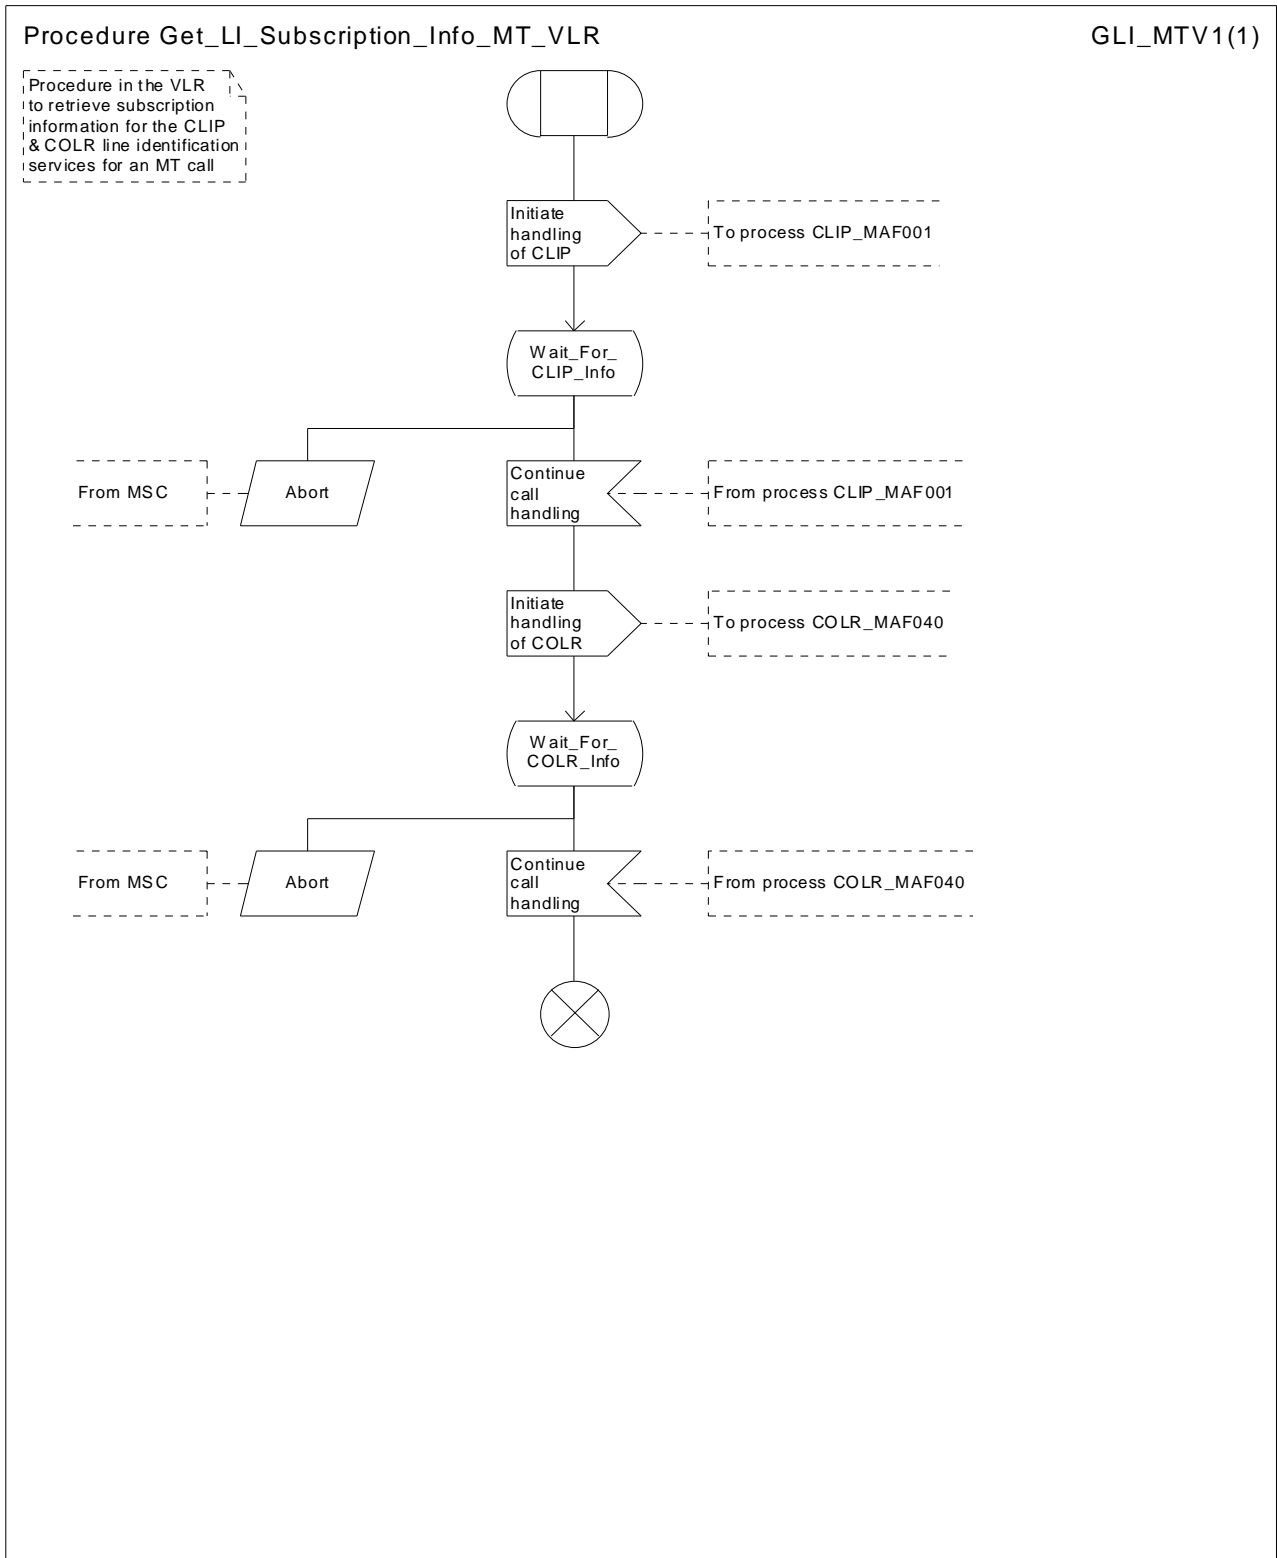 Procedure Get_LI_Subscription_Info_MT_VLR
GLI_MTV1(1)
Procedure in the VLR
to retrieve subscription
information for the CLIP
& COLR line identification
services for an MT call
Initiate
handling
of CLIP
To process CLIP_MAF001
Wait_For_
CLIP_Info
From MSC
Abort
Continue
call
handling
From process CLIP_MAF001
Initiate
handling
of COLR
To process COLR_MAF040
Wait_For_
COLR_Info
From MSC
Abort
Continue
call
handling
From process COLR_MAF040